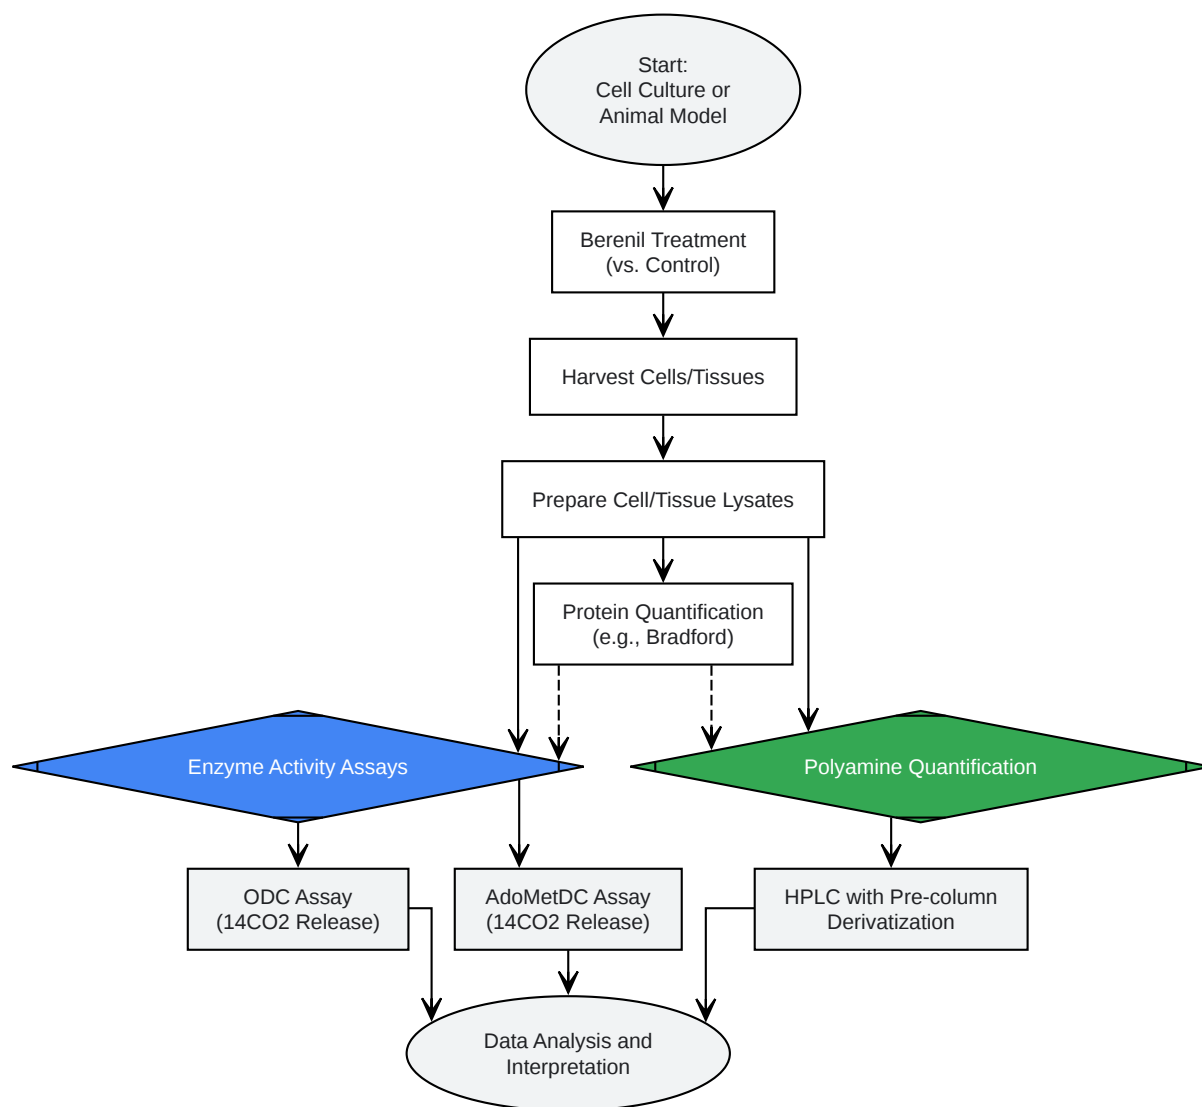 Start:
Cell Culture or
Animal Model
Berenil Treatment
(vs. Control)
Harvest Cells/Tissues
Prepare Cell/Tissue Lysates
Protein Quantification
(e.g., Bradford)
Enzyme Activity Assays
Polyamine Quantification
ODC Assay
(14CO2 Release)
AdoMetDC Assay
(14CO2 Release)
HPLC with Pre-column
Derivatization
Data Analysis and
Interpretation